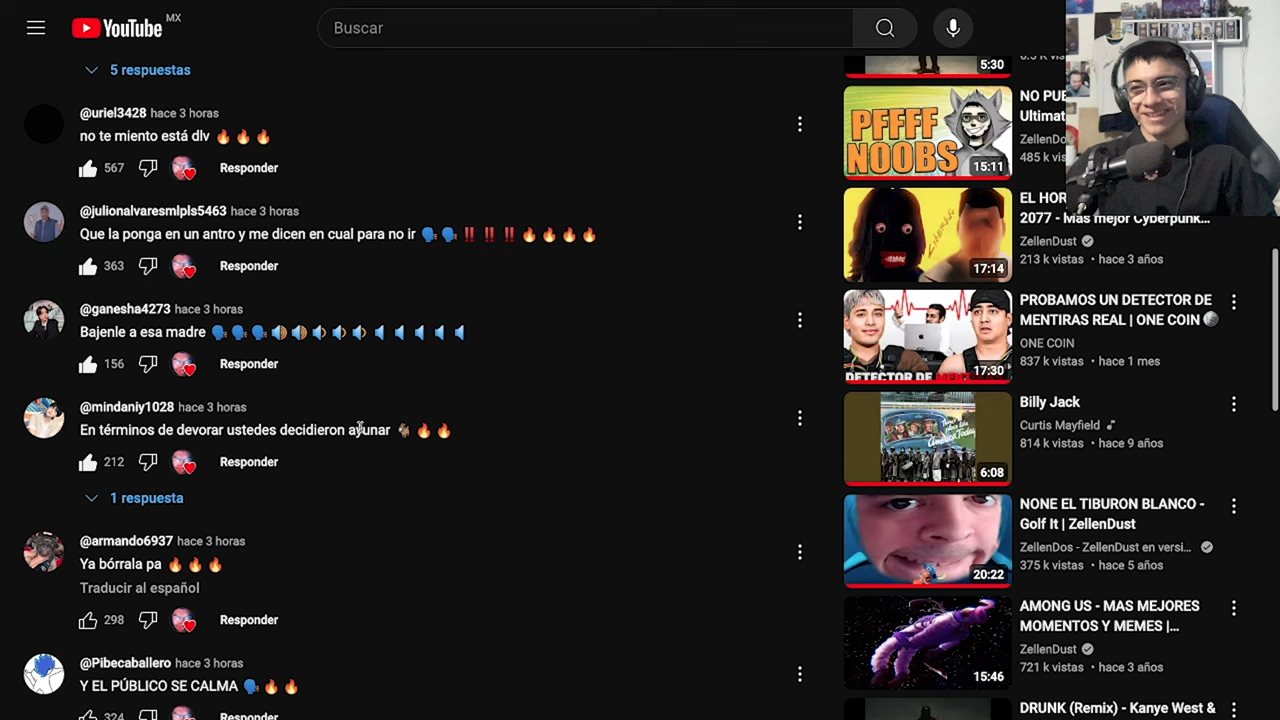 YouTube MX
Buscar
5 respuestas
@uriel3428 hace 3 horas
no te miento está dlv 🔥🔥🔥
567
Responder
@julionalvaresmlpls5463 hace 3 horas
Que la ponga en un antro y me dicen en cual para no ir 🗣️🗣️‼️‼️‼️🔥🔥🔥🔥
363
Responder
@ganesha4273 hace 3 horas
Bajenle a esa madre 🗣️🗣️🗣️🔊🔊🔉🔉🔉🔈🔈🔈🔈🔈
156
Responder
@mindaniy1028 hace 3 horas
En términos de devorar ustedes decidieron ayunar 🐐🔥🔥
212
Responder
1 respuesta
@armando6937 hace 3 horas
Ya bórrala pa 🔥🔥🔥
Traducir al español
298
Responder
@Pibecaballero hace 3 horas
Y EL PÚBLICO SE CALMA 🗣️🔥🔥
324
Responder
5:30
PFFFF
NOOBS
15:11
NO PUE
Ultimat
ZellenDo
485 k vis
17:14
EL HOR
2077 - Mas mejor Cyberpunk...
ZellenDust
213 k vistas • hace 3 años
DETECTOR DE
17:30
PROBAMOS UN DETECTOR DE
MENTIRAS REAL | ONE COIN
ONE COIN
837 k vistas • hace 1 mes
America Today
6:08
Billy Jack
Curtis Mayfield
814 k vistas • hace 9 años
20:22
NONE EL TIBURON BLANCO -
Golf It | ZellenDust
ZellenDos - ZellenDust en versi...
375 k vistas • hace 5 años
15:46
AMONG US - MAS MEJORES
MOMENTOS Y MEMES |...
ZellenDust
721 k vistas • hace 3 años
DRUNK (Remix) - Kanye West &